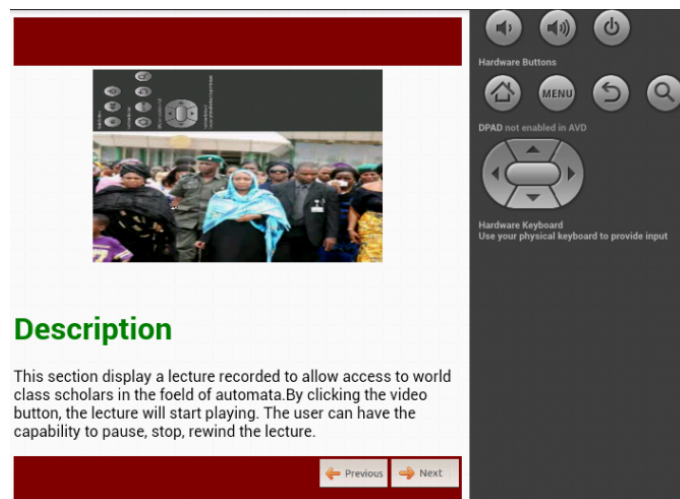 Hardware Buttons
MENU
DPAD not enabled in AVD
Hardware Keyboard
Use your physical keyboard to provide input
Description
This section display a lecture recorded to allow access to world
class scholars in the foeld of automata.By clicking the video
button, the lecture will start playing. The user can have the
capability to pause, stop, rewind the lecture.
Previous
Next